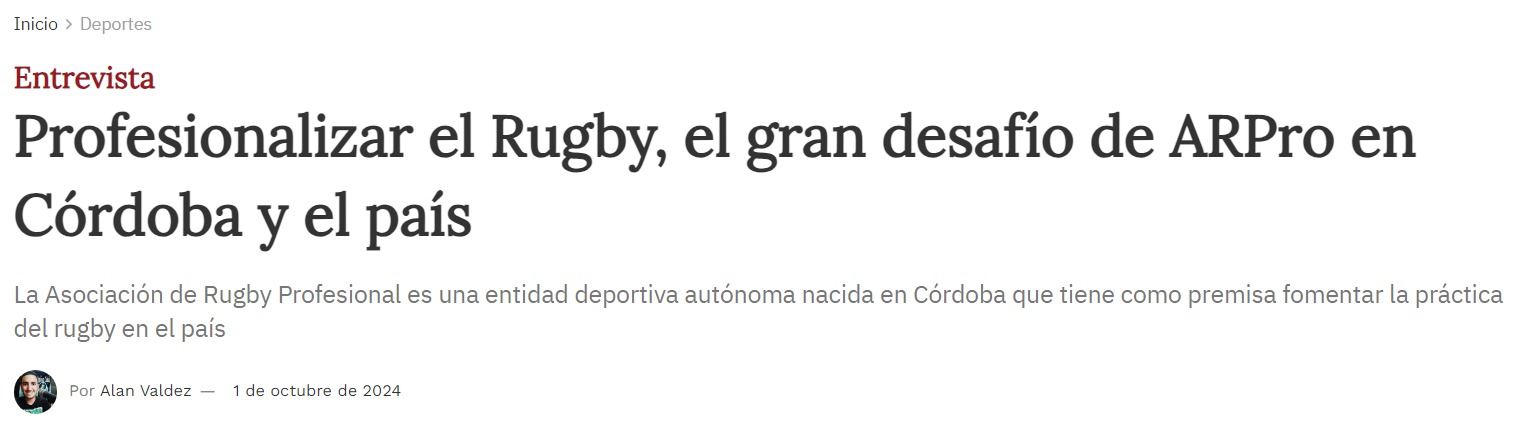 Inicio > Deportes
Entrevista
Profesionalizar el Rugby, el gran desafío de ARPro en
Córdoba y el país
La Asociación de Rugby Profesional es una entidad deportiva autónoma nacida en Córdoba que tiene como premisa fomentar la práctica
del rugby en el país
Por Alan Valdez — 1 de octubre de 2024